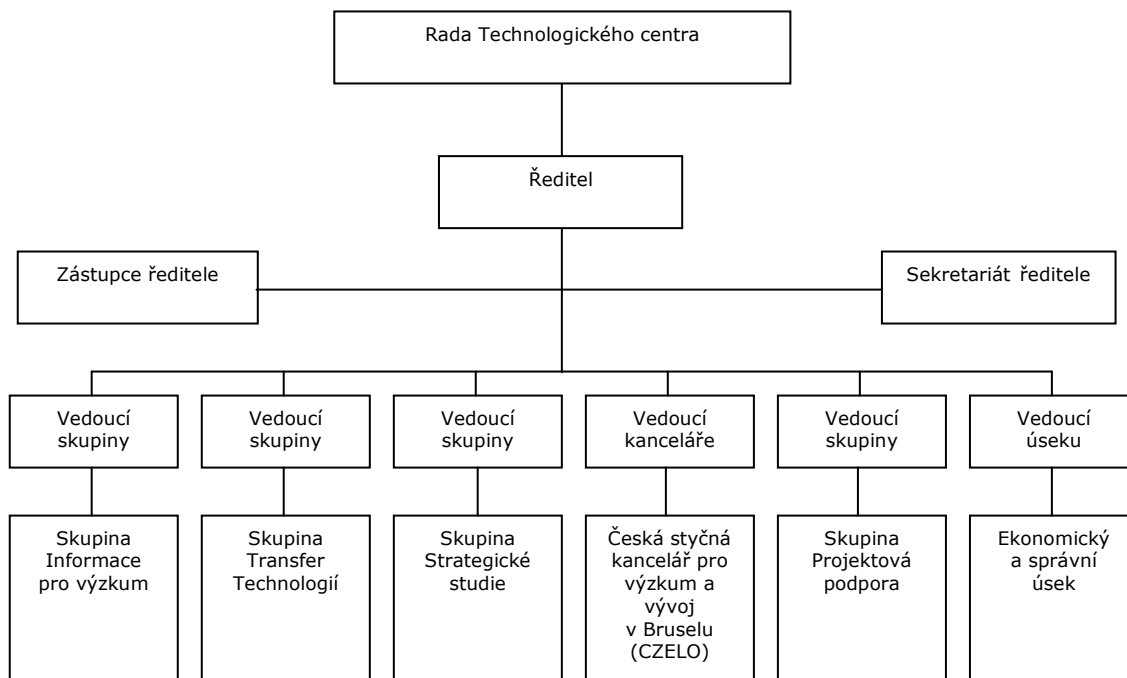 Rada Technologického centra
Ředitel
Zástupce ředitele
Sekretariát ředitele
Vedoucí
skupiny
Vedoucí
skupiny
Vedoucí
skupiny
Vedoucí
kanceláře
Vedoucí
skupiny
Vedoucí
úseku
Skupina
Informace
pro výzkum
Skupina
Transfer
Technologií
Skupina
Strategické
studie
Česká styčná
kancelář pro
výzkum a
vývoj
v Bruselu
(CZELO)
Skupina
Projektová
podpora
Ekonomický
a správní
úsek